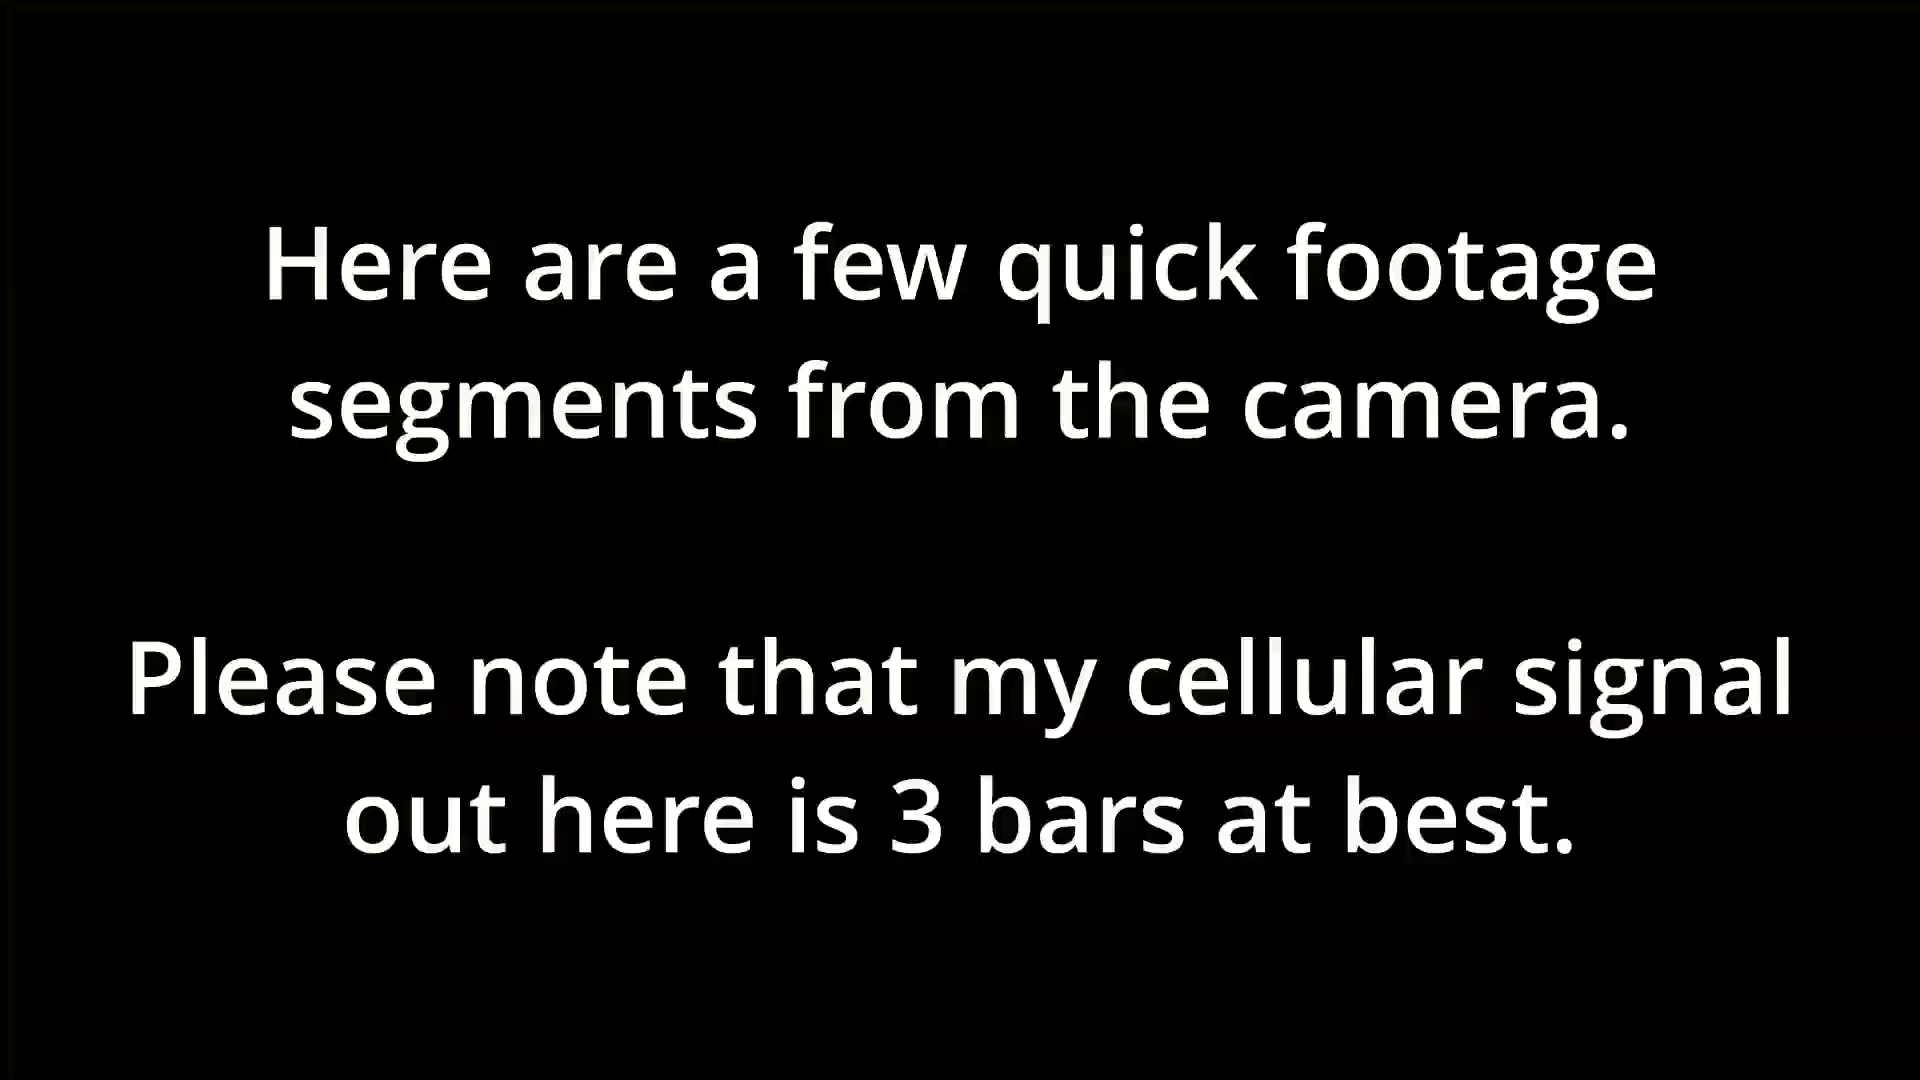 Here are a few quick footage
segments from the camera.
Please note that my cellular signal
out here is 3 bars at best.